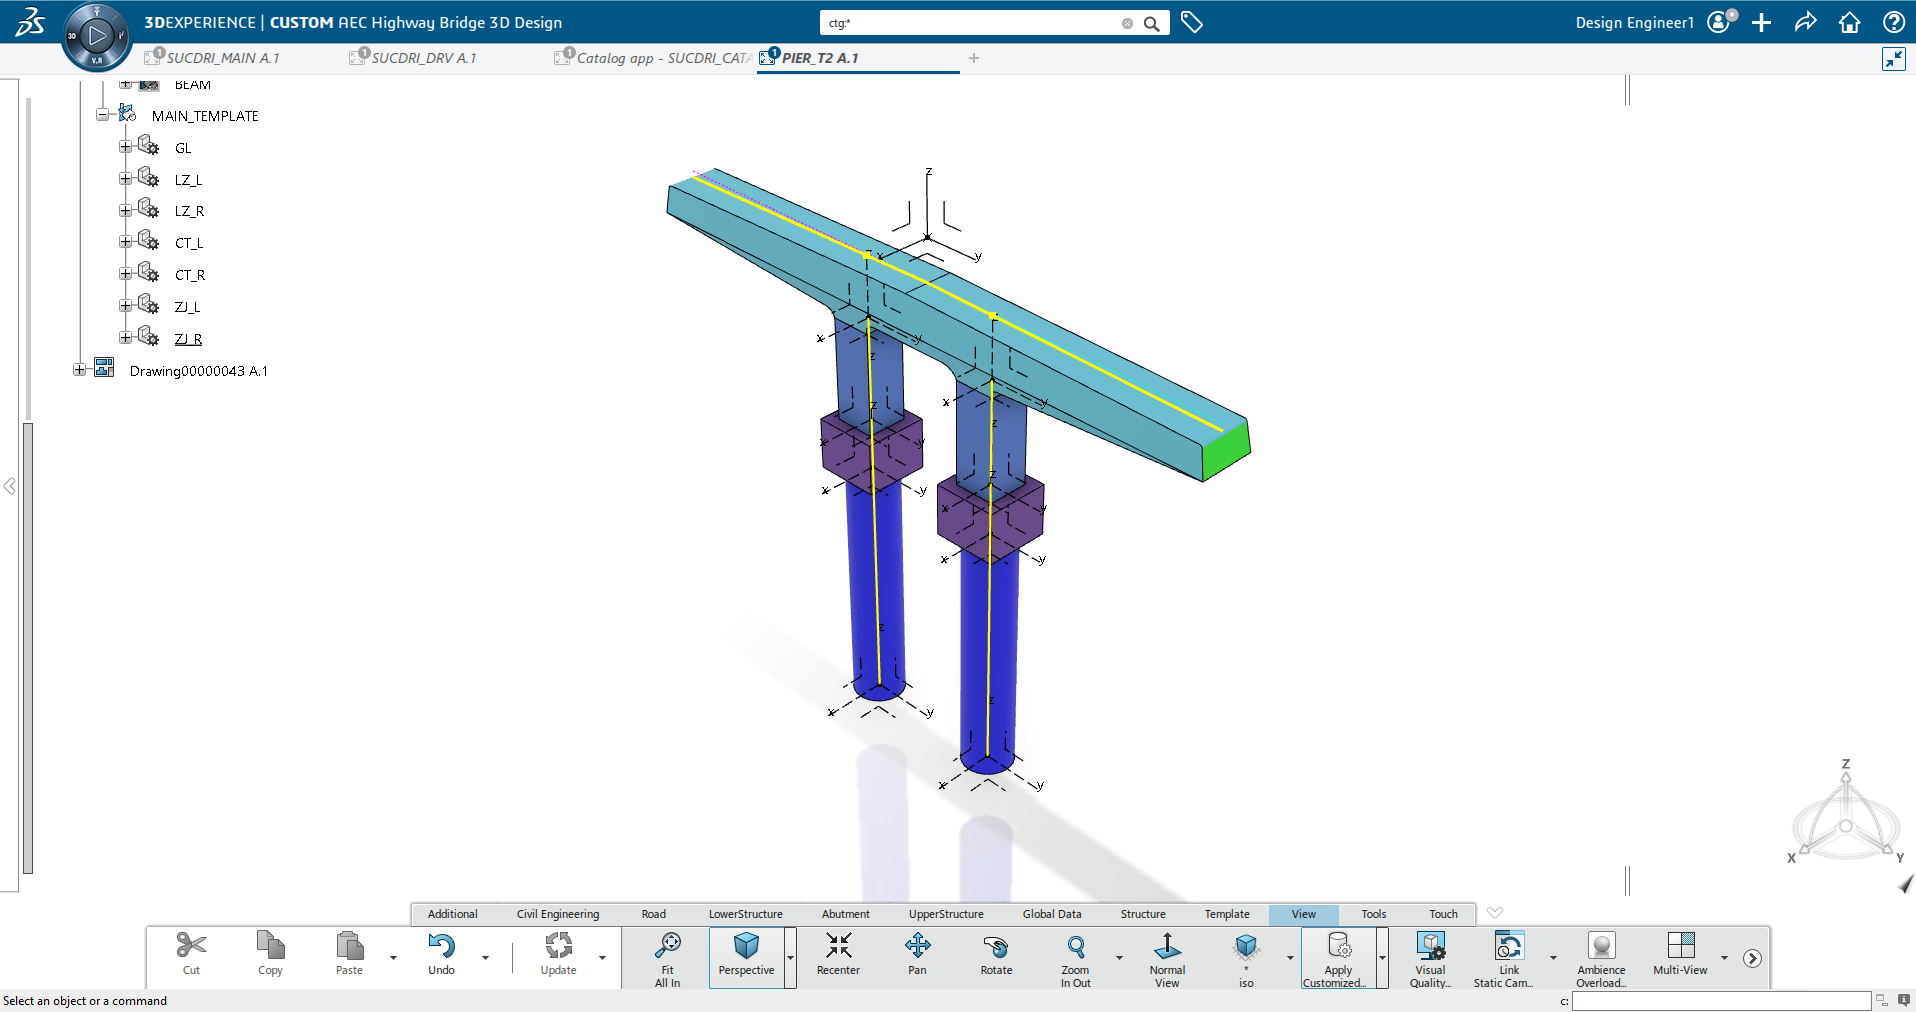 3DEXPERIENCE | CUSTOM AEC Highway Bridge 3D Design
ctg:*
Design Engineer1
3D
V.R
SUCDRI_MAIN A.1
SUCDRI_DRV A.1
Catalog app - SUCDRI_CATA
PIER_T2 A.1
BEAM
MAIN_TEMPLATE
GL
LZ_L
LZ_R
CT_L
CT_R
ZJ_L
ZJ_R
Drawing00000043 A.1
z
x
y
x
y
z
x
y
z
z
x
y
z
x
y
z
x
y
x
y
z
x
y
z
x
y
Z
X
Y
Additional
Civil Engineering
Road
LowerStructure
Abutment
UpperStructure
Global Data
Structure
Template
View
Tools
Touch
Cut
Copy
Paste
Undo
Update
Fit All In
Perspective
Recenter
Pan
Rotate
Zoom In Out
Normal View
* iso
Apply Customized...
Visual Quality...
Link Static Cam...
Ambience Overload...
Multi-View
Select an object or a command
c: